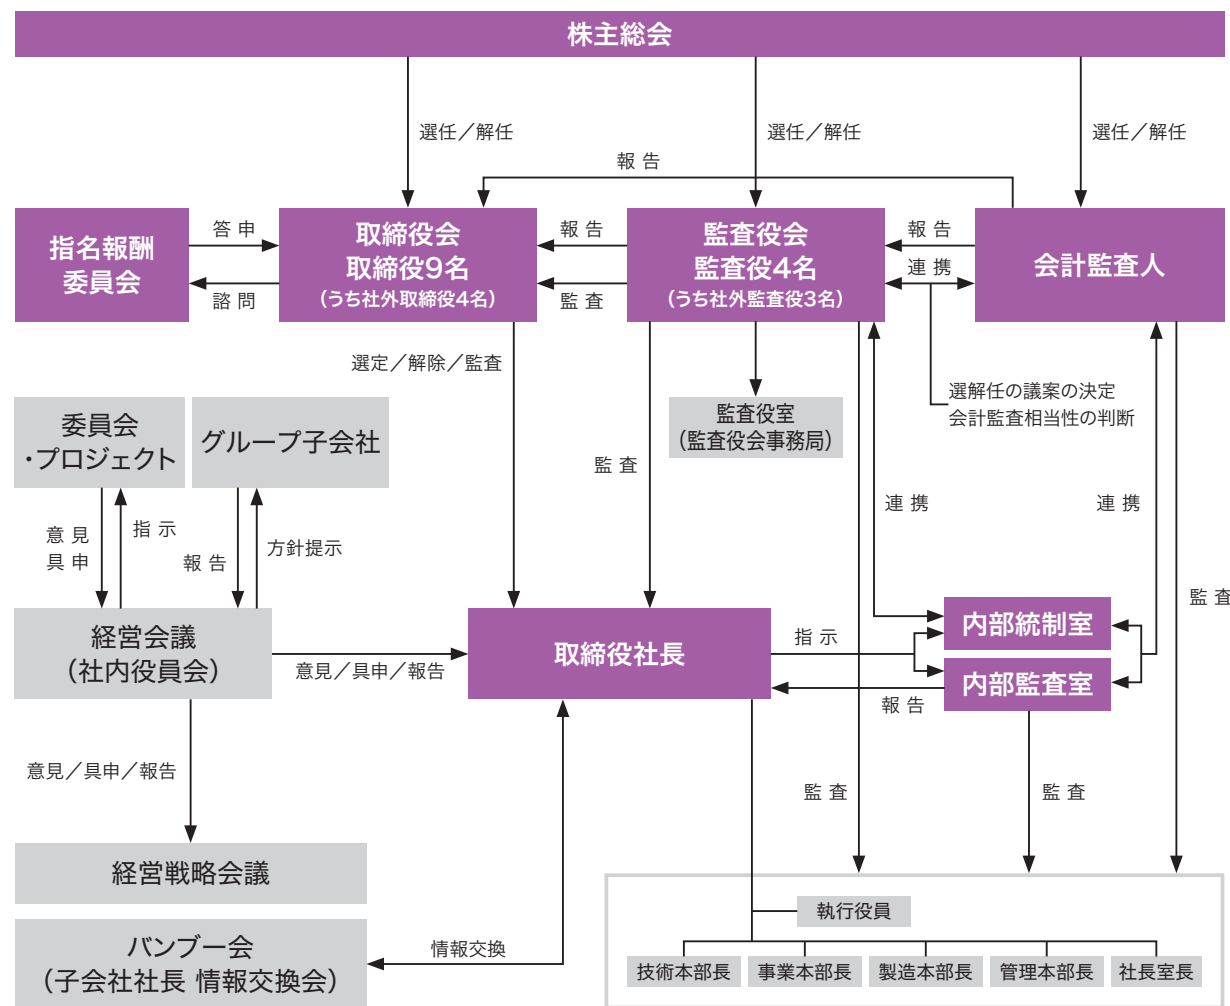 株主総会
選任／解任
選任／解任
選任／解任
報 告
指名報酬
委員会
答 申
諮 問
取締役会
取締役9名
（うち社外取締役4名）
報 告
監 査
監査役会
監査役4名
（うち社外監査役3名）
報 告
連 携
会計監査人
選定／解除／監査
選解任の議案の決定
会計監査相当性の判断
監査役室
（監査役会事務局）
委員会
・プロジェクト
グループ子会社
監 査
連 携
連 携
意 見
具 申
指 示
報 告
方針提示
監 査
経営会議
（社内役員会）
意見／具申／報告
取締役社長
指 示
報 告
内部統制室
内部監査室
意見／具申／報告
監 査
監 査
経営戦略会議
バンブー会
（子会社社長 情報交換会）
情報交換
執行役員
技術本部長
事業本部長
製造本部長
管理本部長
社長室長